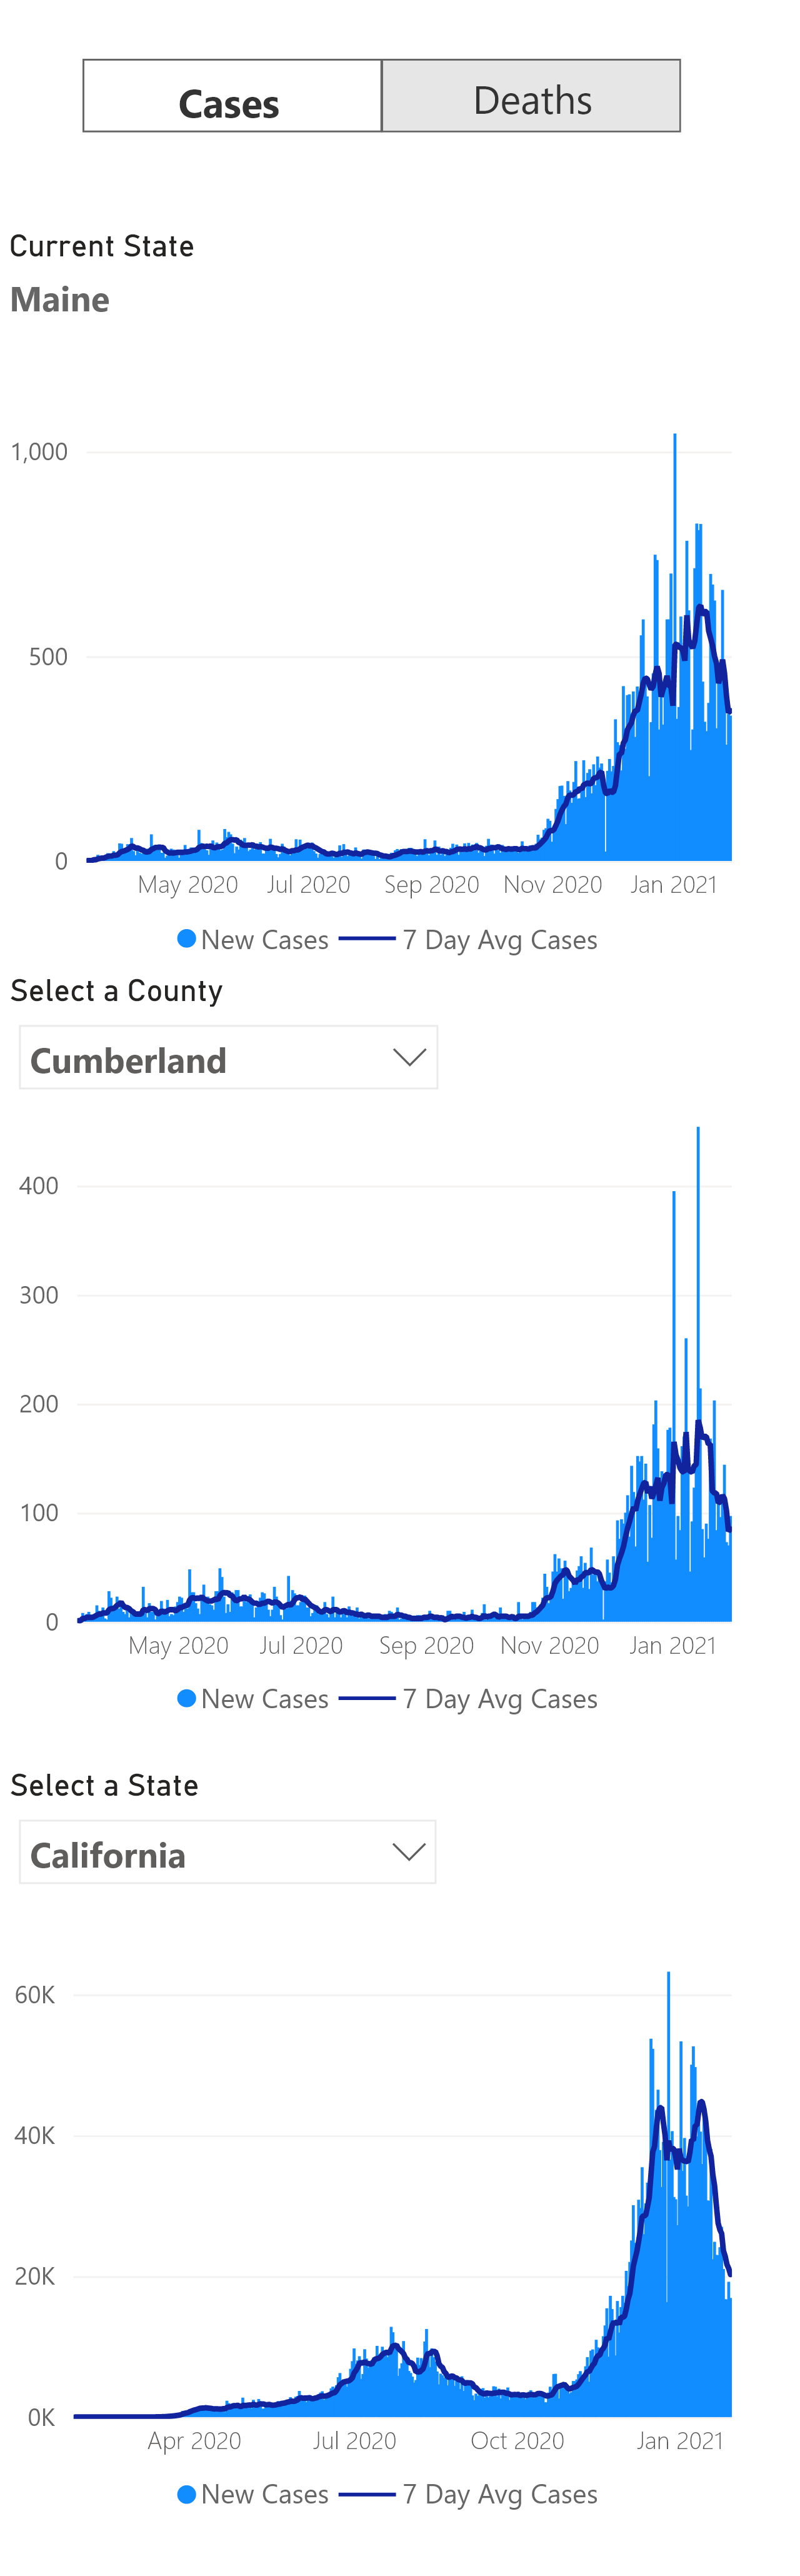 Cases Deaths
Current State
Maine
1,000
500
0
May 2020 Jul 2020 Sep 2020 Nov 2020 Jan 2021
New Cases 7 Day Avg Cases
Select a County
Cumberland
400
300
200
100
0
May 2020 Jul 2020 Sep 2020 Nov 2020 Jan 2021
New Cases 7 Day Avg Cases
Select a State
California
60K
40K
20K
0K
Apr 2020 Jul 2020 Oct 2020 Jan 2021
New Cases 7 Day Avg Cases